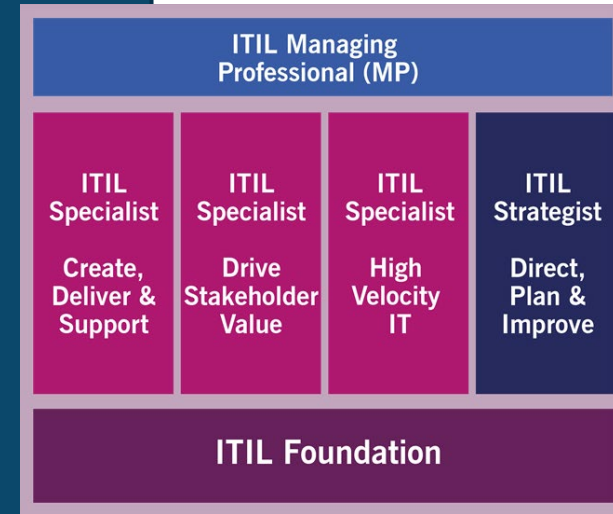 ITIL Managing
Professional (MP)
ITIL
Specialist
Create,
Deliver &
Support
ITIL
Specialist
Drive
Stakeholder
Value
ITIL
Specialist
High
Velocity
IT
ITIL
Strategist
Direct,
Plan &
Improve
ITIL Foundation